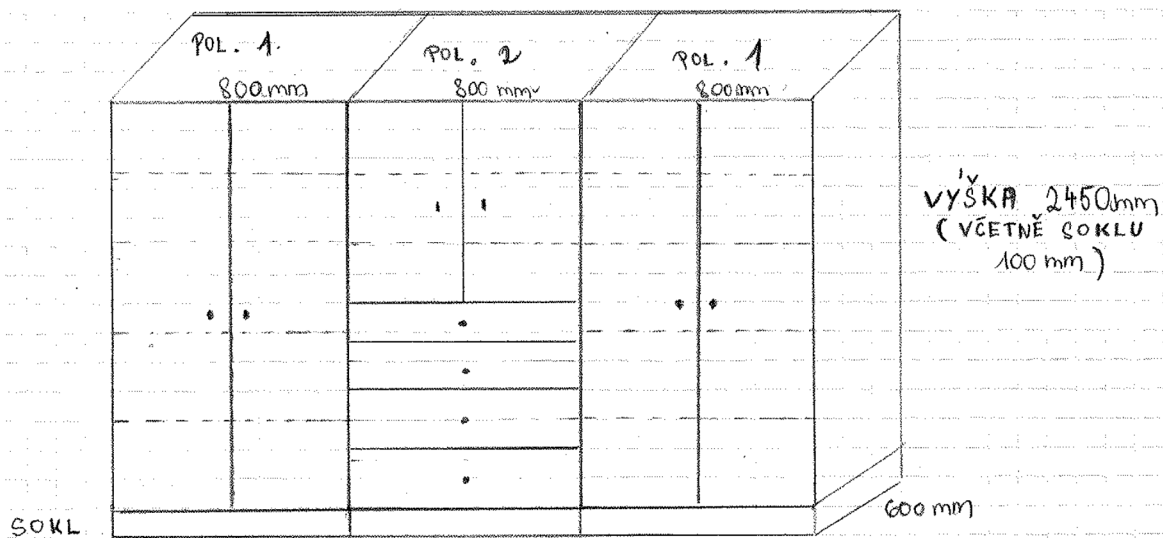 POL. 1.
800mm
POL. 2
800 mm
POL. 1
800mm
VÝŠKA 2450mm
(VČETNĚ SOKLU
100 mm)
600 mm
SOKL